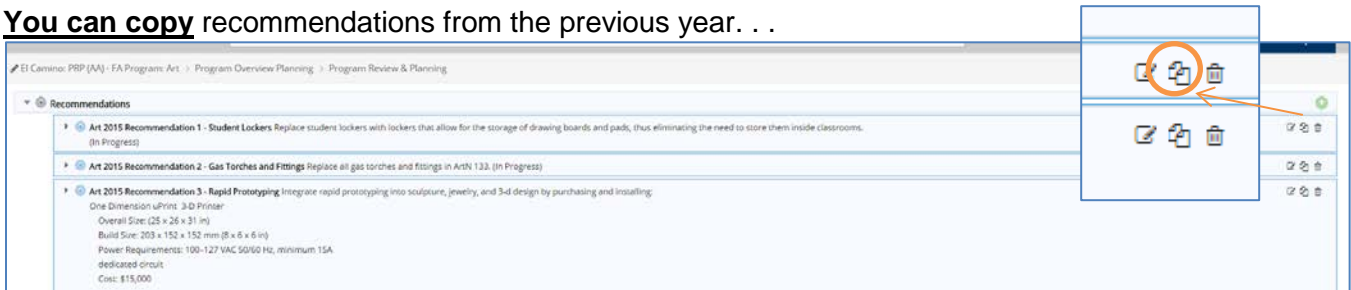 You can copy recommendations from the previous year. . .
El Camino: PRP (AA) - FA Program: Art > Program Overview Planning > Program Review & Planning
Recommendations
Art 2015 Recommendation 1 - Student Lockers Replace student lockers with lockers that allow for the storage of drawing boards and pads, thus eliminating the need to store them inside classrooms.
(In Progress)
Art 2015 Recommendation 2 - Gas Torches and Fittings Replace all gas torches and fittings in ArtN 133. (In Progress)
Art 2015 Recommendation 3 - Rapid Prototyping Integrate rapid prototyping into sculpture, jewelry, and 3-d design by purchasing and installing:
One Dimension uPrint 3-D Printer
Overall Size: (25 x 26 x 31 in)
Build Size: 203 x 152 x 152 mm (8 x 6 x 6 in)
Power Requirements: 100-127 VAC 50/60 Hz, minimum 15A
dedicated circuit
Cost: $15,000